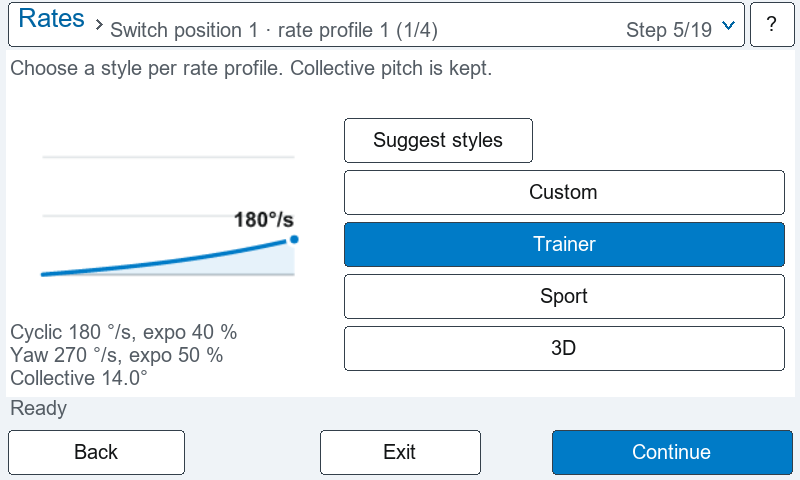 Rates › Switch position 1 · rate profile 1 (1/4) Step 5/19 ?
Choose a style per rate profile. Collective pitch is kept.
Suggest styles
Custom
180°/s
Trainer
Sport
3D
Cyclic 180 °/s, expo 40 %
Yaw 270 °/s, expo 50 %
Collective 14.0°
Ready
Back Exit Continue